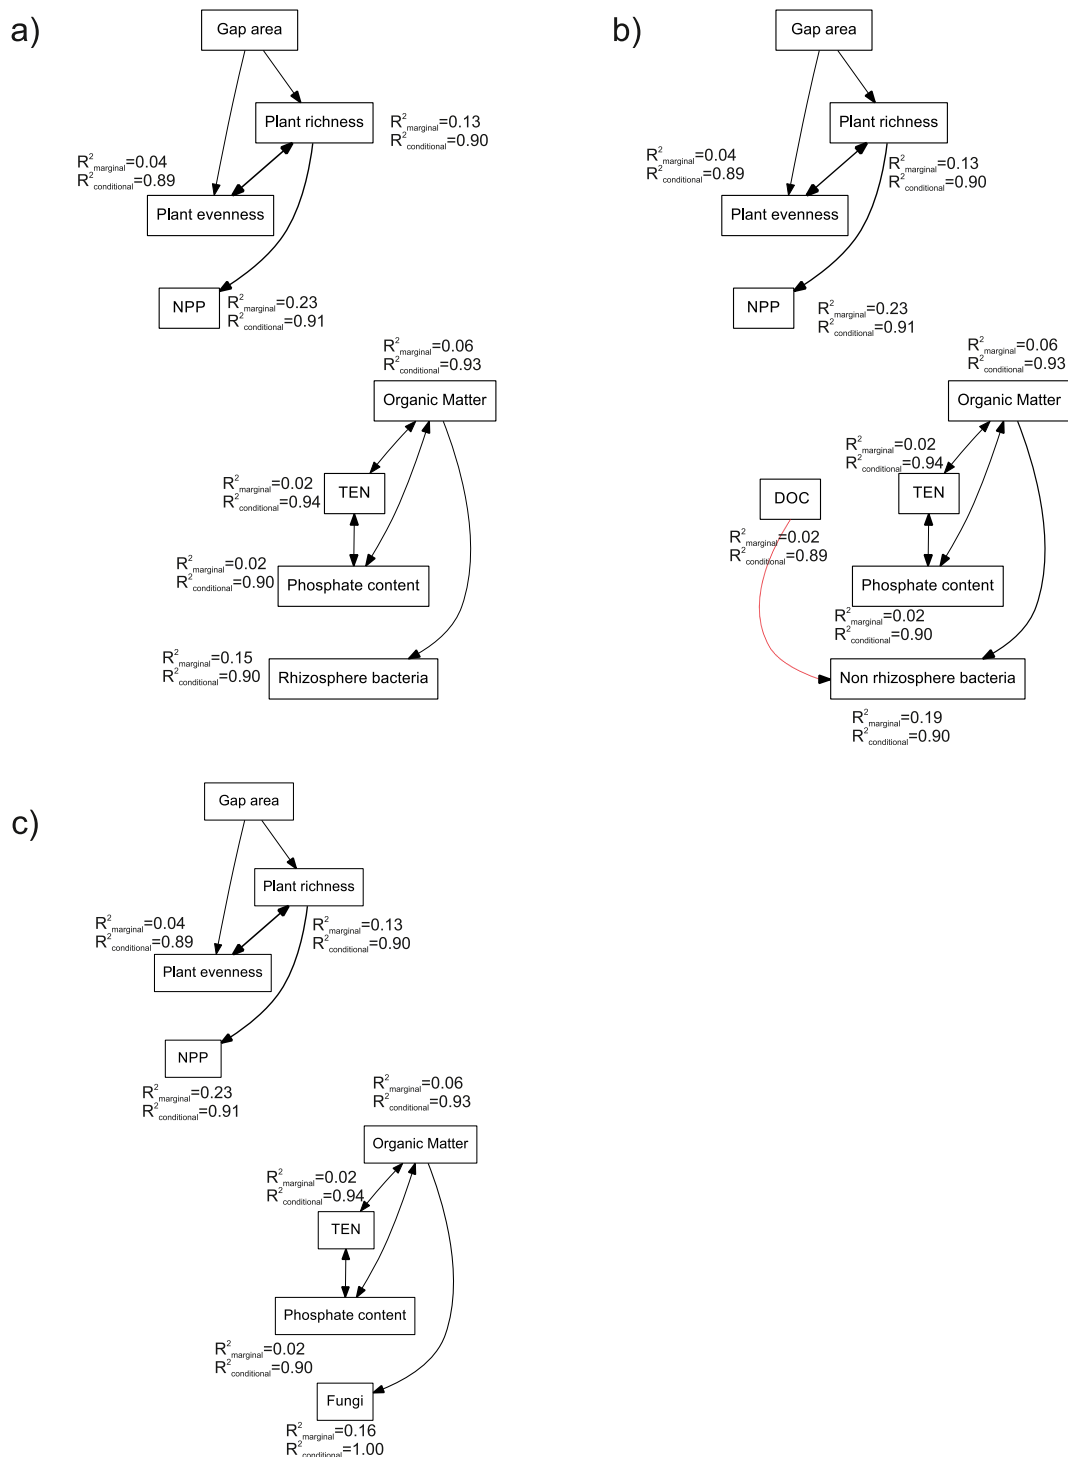 a)
Gap area
Plant richness
R²marginal=0.13
R²conditional=0.90
R²marginal=0.04
R²conditional=0.89
Plant evenness
NPP
R²marginal=0.23
R²conditional=0.91
R²marginal=0.06
R²conditional=0.93
Organic Matter
R²marginal=0.02
R²conditional=0.94
TEN
R²marginal=0.02
R²conditional=0.90
Phosphate content
R²marginal=0.15
R²conditional=0.90
Rhizosphere bacteria
b)
Gap area
Plant richness
R²marginal=0.04
R²conditional=0.89
R²marginal=0.13
R²conditional=0.90
Plant evenness
NPP
R²marginal=0.23
R²conditional=0.91
R²marginal=0.06
R²conditional=0.93
Organic Matter
R²marginal=0.02
R²conditional=0.94
TEN
DOC
R²marginal=0.02
R²conditional=0.89
Phosphate content
R²marginal=0.02
R²conditional=0.90
Non rhizosphere bacteria
R²marginal=0.19
R²conditional=0.90
c)
Gap area
Plant richness
R²marginal=0.04
R²conditional=0.89
R²marginal=0.13
R²conditional=0.90
Plant evenness
NPP
R²marginal=0.23
R²conditional=0.91
R²marginal=0.06
R²conditional=0.93
Organic Matter
R²marginal=0.02
R²conditional=0.94
TEN
Phosphate content
R²marginal=0.02
R²conditional=0.90
Fungi
R²marginal=0.16
R²conditional=1.00